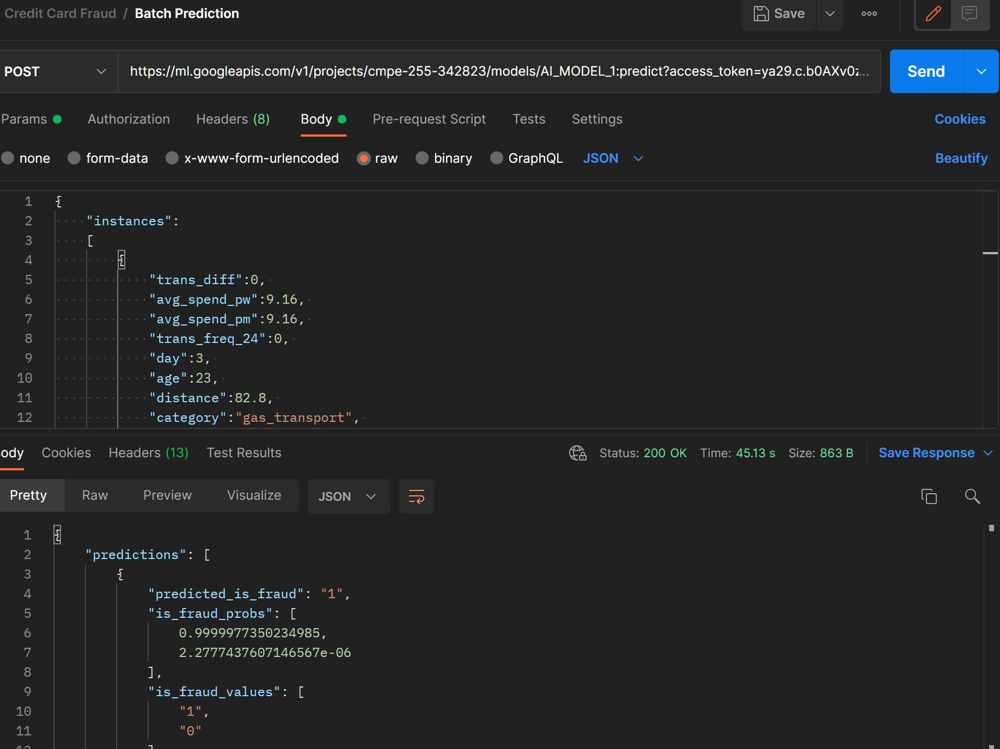 Credit Card Fraud / Batch Prediction
Save
POST
https://ml.googleapis.com/v1/projects/cmpe-255-342823/models/AI_MODEL_1:predict?access_token=ya29.c.b0AXv0z...
Send
Params Authorization Headers (8) Body Pre-request Script Tests Settings Cookies
none form-data x-www-form-urlencoded raw binary GraphQL JSON Beautify
1 {
2 "instances":
3 [
4 {
5 "trans_diff":0,
6 "avg_spend_pw":9.16,
7 "avg_spend_pm":9.16,
8 "trans_freq_24":0,
9 "day":3,
10 "age":23,
11 "distance":82.8,
12 "category":"gas_transport",
ody Cookies Headers (13) Test Results Status: 200 OK Time: 45.13 s Size: 863 B Save Response
Pretty Raw Preview Visualize JSON
1 {
2 "predictions": [
3 {
4 "predicted_is_fraud": "1",
5 "is_fraud_probs": [
6 0.9999977350234985,
7 2.2777437607146567e-06
8 ],
9 "is_fraud_values": [
10 "1",
11 "0"